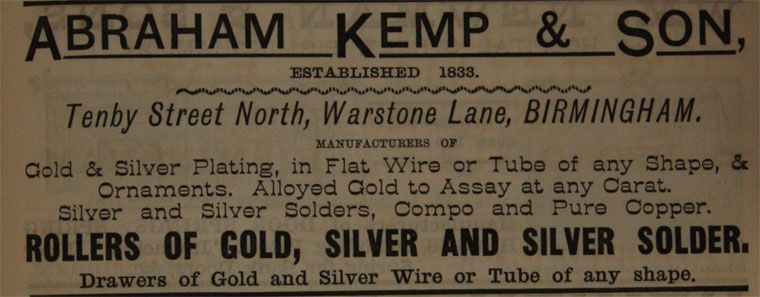 ABRAHAM KEMP & SON,
ESTABLISHED 1833.
Tenby Street North, Warstone Lane, BIRMINGHAM.
MANUFACTURERS OF
Gold & Silver Plating, in Flat Wire or Tube of any Shape, &
Ornaments. Alloyed Gold to Assay at any Carat.
Silver and Silver Solders, Compo and Pure Copper.
ROLLERS OF GOLD, SILVER AND SILVER SOLDER.
Drawers of Gold and Silver Wire or Tube of any shape.